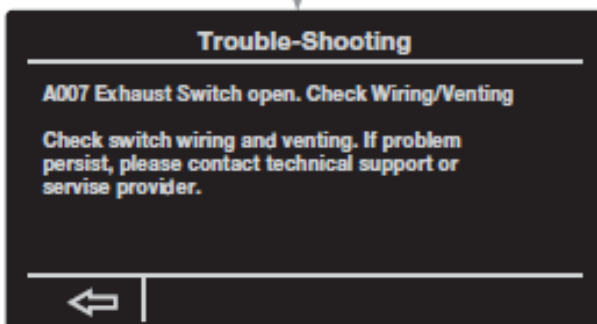 Trouble-Shooting
A007 Exhaust Switch open. Check Wiring/Venting
Check switch wiring and venting. If problem
persist, please contact technical support or
servise provider.